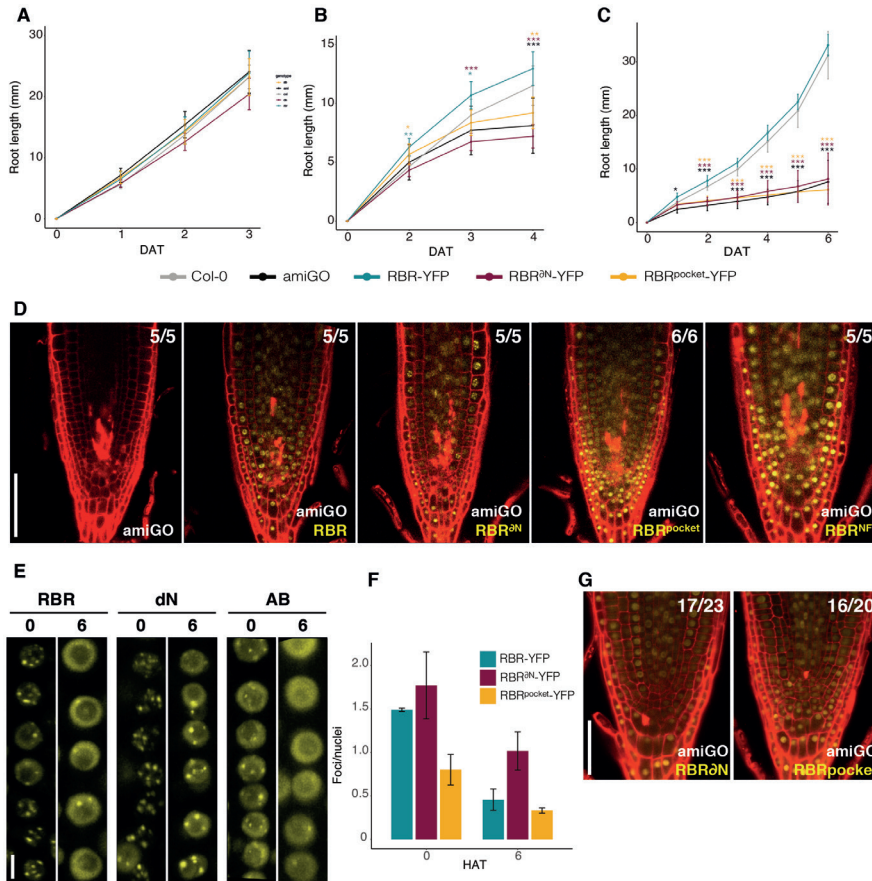 A
B
C
30
20
10
0
Root length (mm)
0 1 2 3
DAT
genotype
15
10
5
0
Root length (mm)
* **
*** *
** *** ***
0 2 3 4
DAT
30
20
10
0
Root length (mm)
*
*** *** ***
*** *** ***
*** *** ***
*** *** ***
*** *** ***
0 2 4 6
DAT
Col-0 amiGO RBR-YFP RBR∂N-YFP RBRpocket-YFP
D
5/5 5/5 5/5 6/6 5/5
amiGO amiGO amiGO amiGO amiGO
RBR RBR∂N RBRpocket RBRNF
E
RBR dN AB
0 6 0 6 0 6
F
2.0
1.5
1.0
0.5
0
Foci/nuclei
RBR-YFP
RBR∂N-YFP
RBRpocket-YFP
0 6
HAT
G
17/23 16/20
amiGO amiGO
RBR∂N RBRpocke